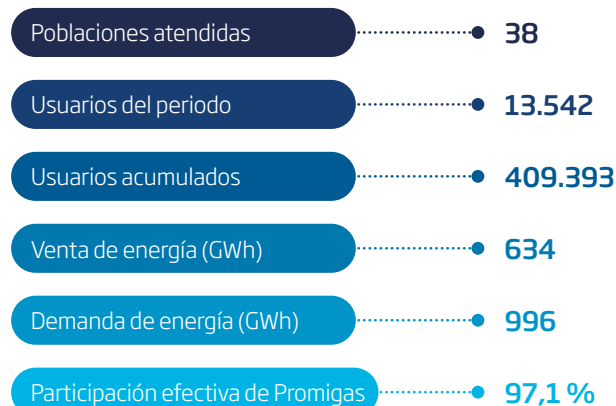 Poblaciones atendidas 38
Usuarios del periodo 13.542
Usuarios acumulados 409.393
Venta de energía (GWh) 634
Demanda de energía (GWh) 996
Participación efectiva de Promigas 97,1 %